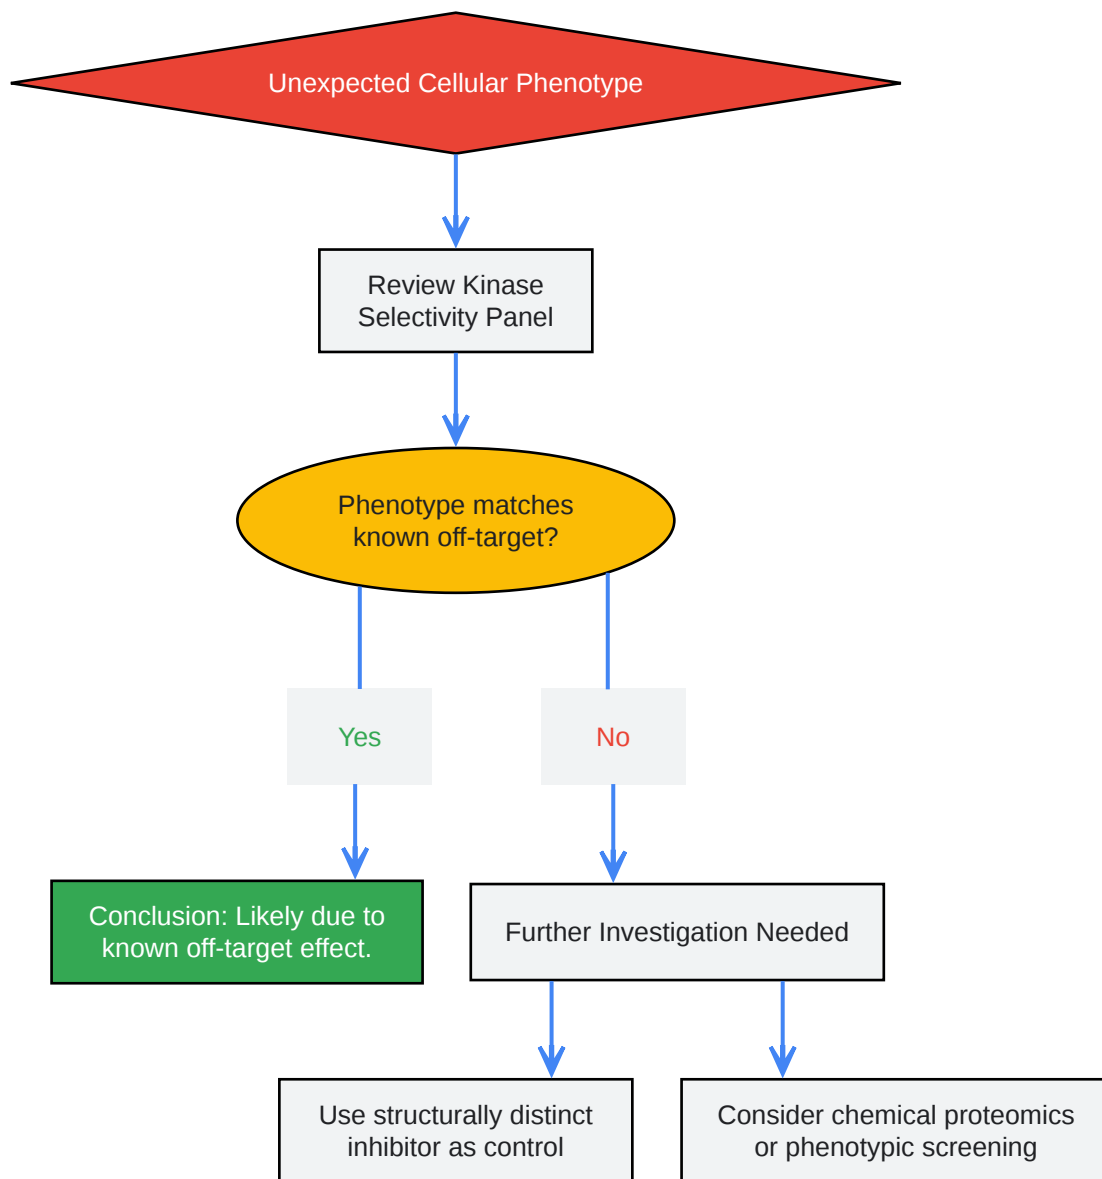 Unexpected Cellular Phenotype
Review Kinase
Selectivity Panel
Phenotype matches
known off-target?
Yes
No
Conclusion: Likely due to
known off-target effect.
Further Investigation Needed
Use structurally distinct
inhibitor as control
Consider chemical proteomics
or phenotypic screening